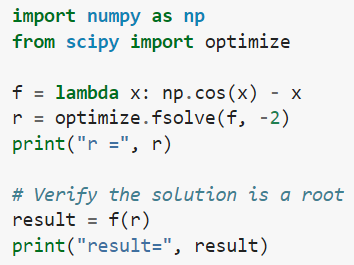 import numpy as np
from scipy import optimize
f = lambda x: np.cos(x) - x
r = optimize.fsolve(f, -2)
print("r =", r)
# Verify the solution is a root
result = f(r)
print("result=", result)